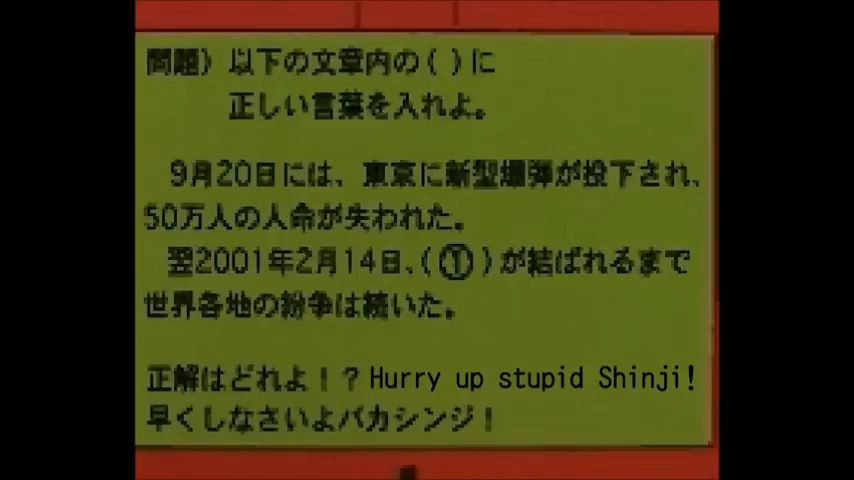 問題）以下の文章内の( )に
正しい言葉を入れよ。
9月20日には、東京に新型爆弾が投下され、
50万人の人命が失われた。
翌2001年2月14日、(①)が結ばれるまで
世界各地の紛争は続いた。
正解はどれよ！？Hurry up stupid Shinji!
早くしなさいよバカシンジ！